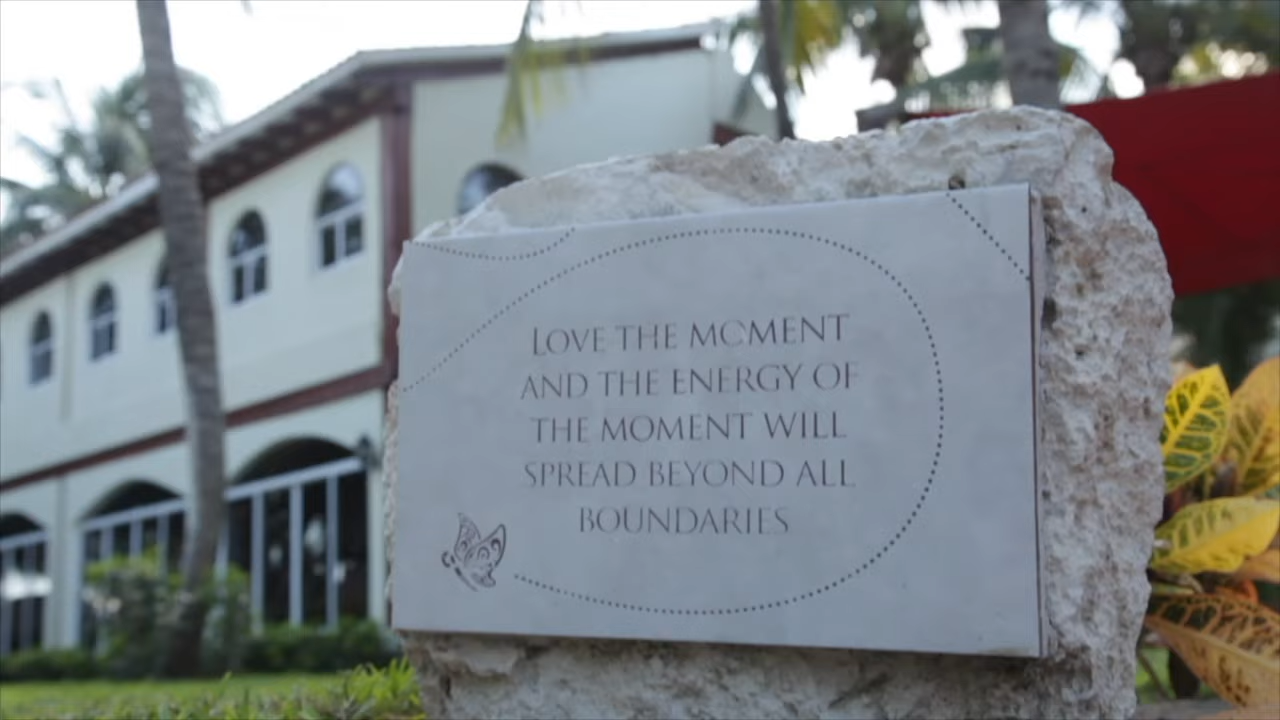 LOVE THE MOMENT
AND THE ENERGY OF
THE MOMENT WILL
SPREAD BEYOND ALL
BOUNDARIES